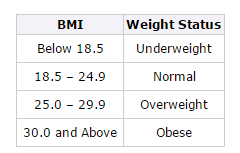 BMI Weight Status
Below 18.5 Underweight
18.5 – 24.9 Normal
25.0 – 29.9 Overweight
30.0 and Above Obese